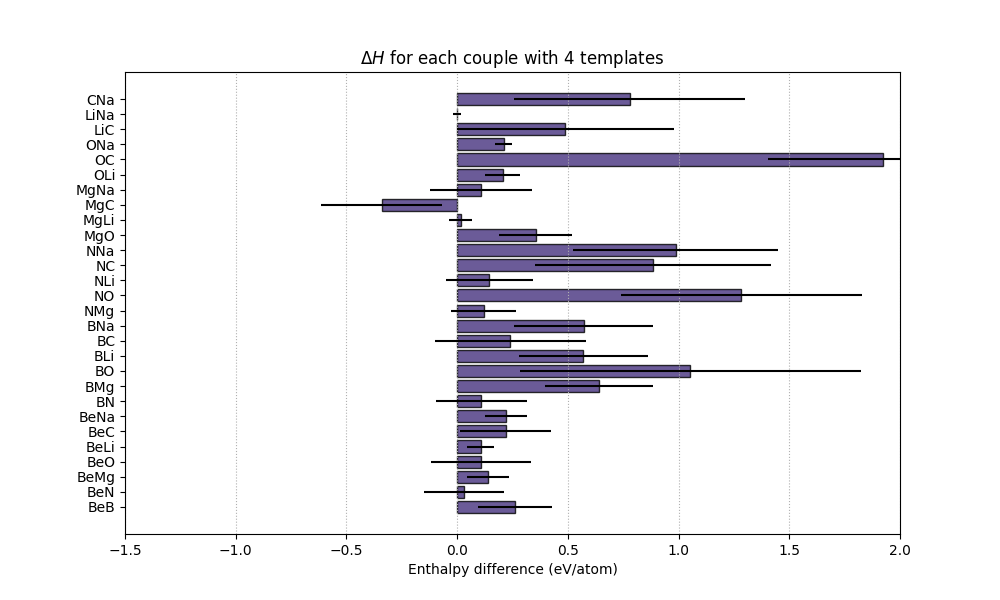 ΔH for each couple with 4 templates
CNa
LiNa
LiC
ONa
OC
OLi
MgNa
MgC
MgLi
MgO
NNa
NC
NLi
NO
NMg
BNa
BC
BLi
BO
BMg
BN
BeNa
BeC
BeLi
BeO
BeMg
BeN
BeB
−1.5 −1.0 −0.5 0.0 0.5 1.0 1.5 2.0
Enthalpy difference (eV/atom)